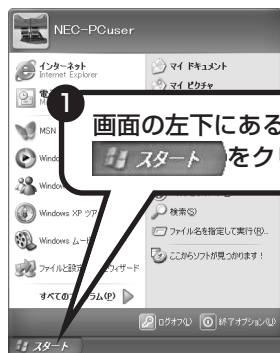 NEC-PCuser
インターネット
Internet Explorer
マイ ドキュメント
マイ ピクチャ
1
画面の左下にある
スタート をク
MSN
Windo
Window
Windows XP ツア
検索(S)
ファイル名を指定して実行(R)...
Windows ムー
ここからソフトが見つかります!
ファイルと設定
ィザード
すべての
ラム(P)
ログオフ(L)
終了オプション(U)
スタート